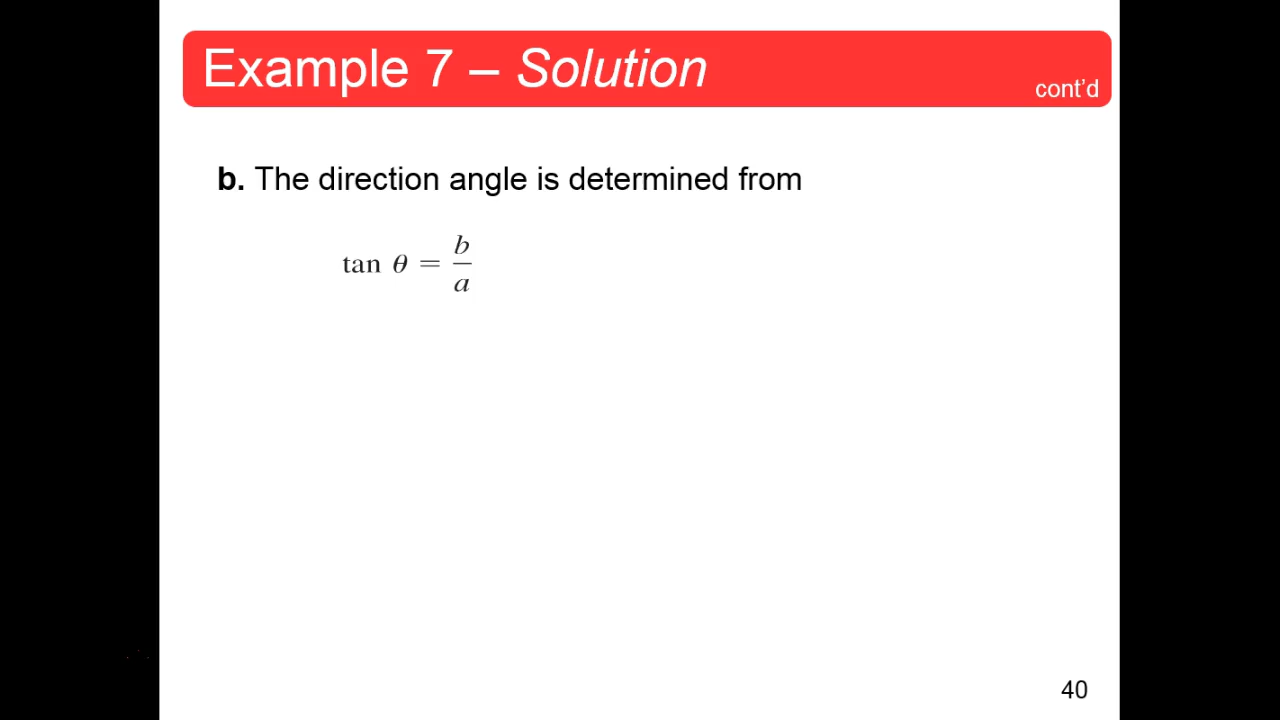 Example 7 – Solution
cont’d
b. The direction angle is determined from
tan θ = b/a
40